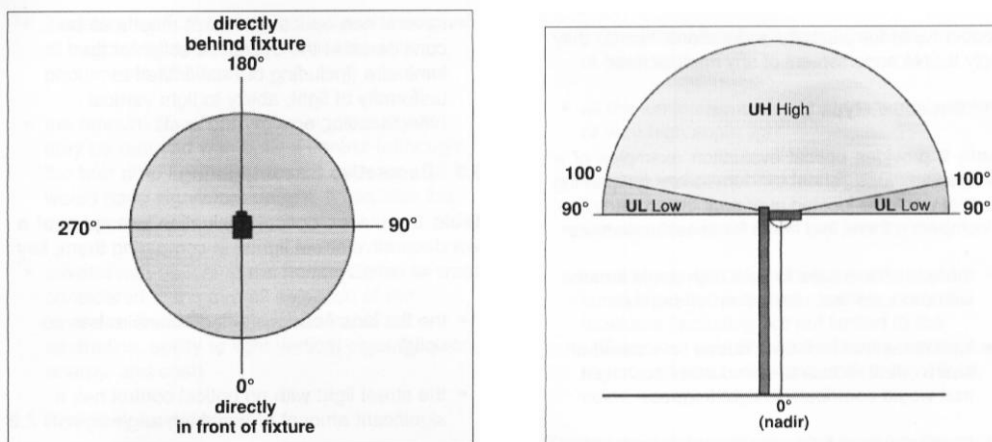 directly
behind fixture
180°
270°
90°
0°
directly
in front of fixture
UH High
100°
100°
90°
UL Low
UL Low
90°
0°
(nadir)